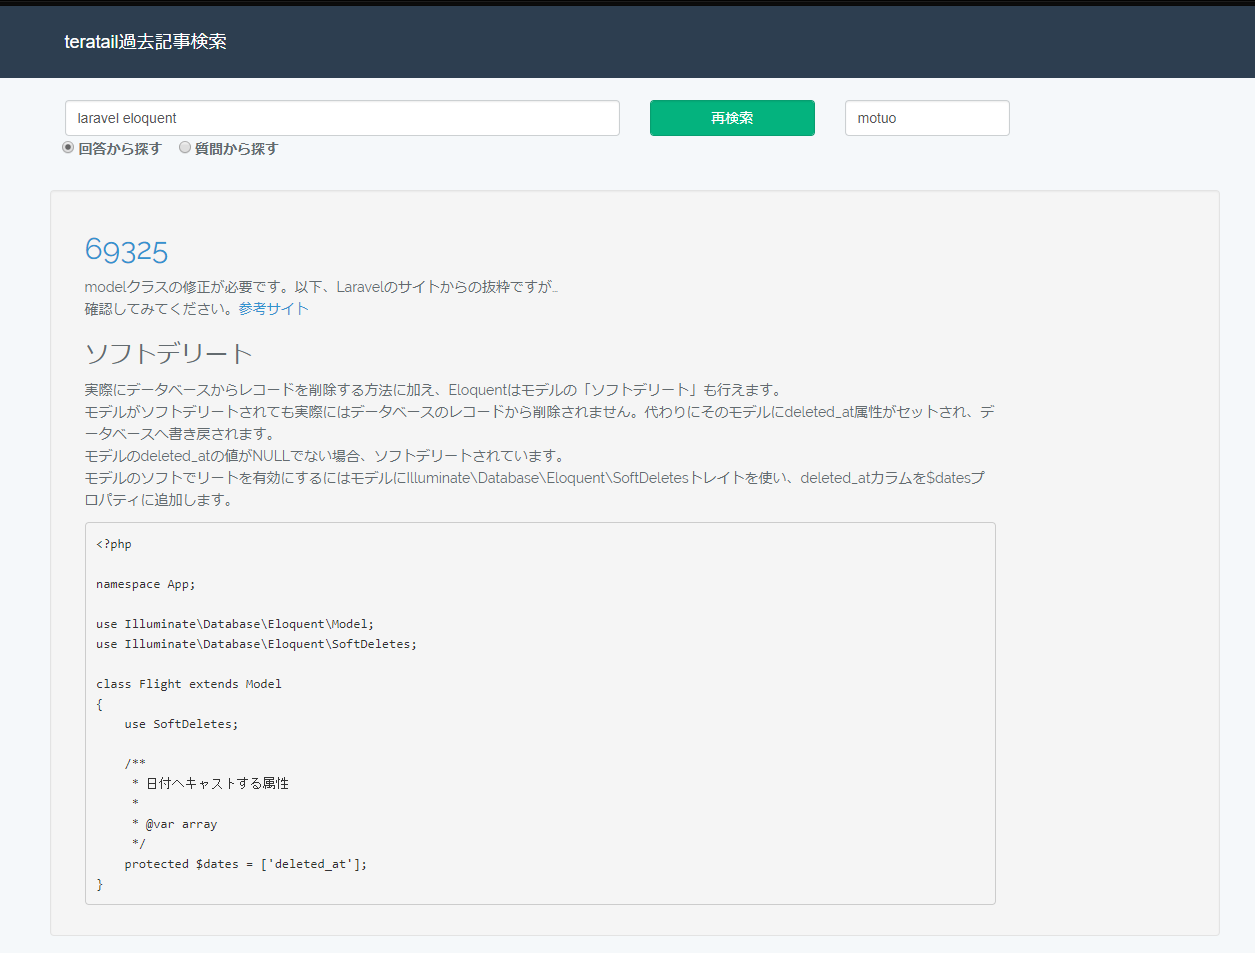 teratail過去記事検索
laravel eloquent 再検索 motuo
回答から探す 質問から探す
69325
modelクラスの修正が必要です。以下、Laravelのサイトからの抜粋ですが…
確認してみてください。参考サイト
ソフトデリート
実際にデータベースからレコードを削除する方法に加え、Eloquentはモデルの「ソフトデリート」も行えます。
モデルがソフトデリートされても実際にはデータベースのレコードから削除されません。代わりにそのモデルにdeleted_at属性がセットされ、デ
ータベースへ書き戻されます。
モデルのdeleted_atの値がNULLでない場合、ソフトデリートされています。
モデルのソフトでリートを有効にするにはモデルにIlluminate\Database\Eloquent\SoftDeletesトレイトを使い、deleted_atカラムを$datesプ
ロパティに追加します。
<?php
namespace App;
use Illuminate\Database\Eloquent\Model;
use Illuminate\Database\Eloquent\SoftDeletes;
class Flight extends Model
{
    use SoftDeletes;
    /**
     * 日付へキャストする属性
     *
     * @var array
     */
    protected $dates = ['deleted_at'];
}